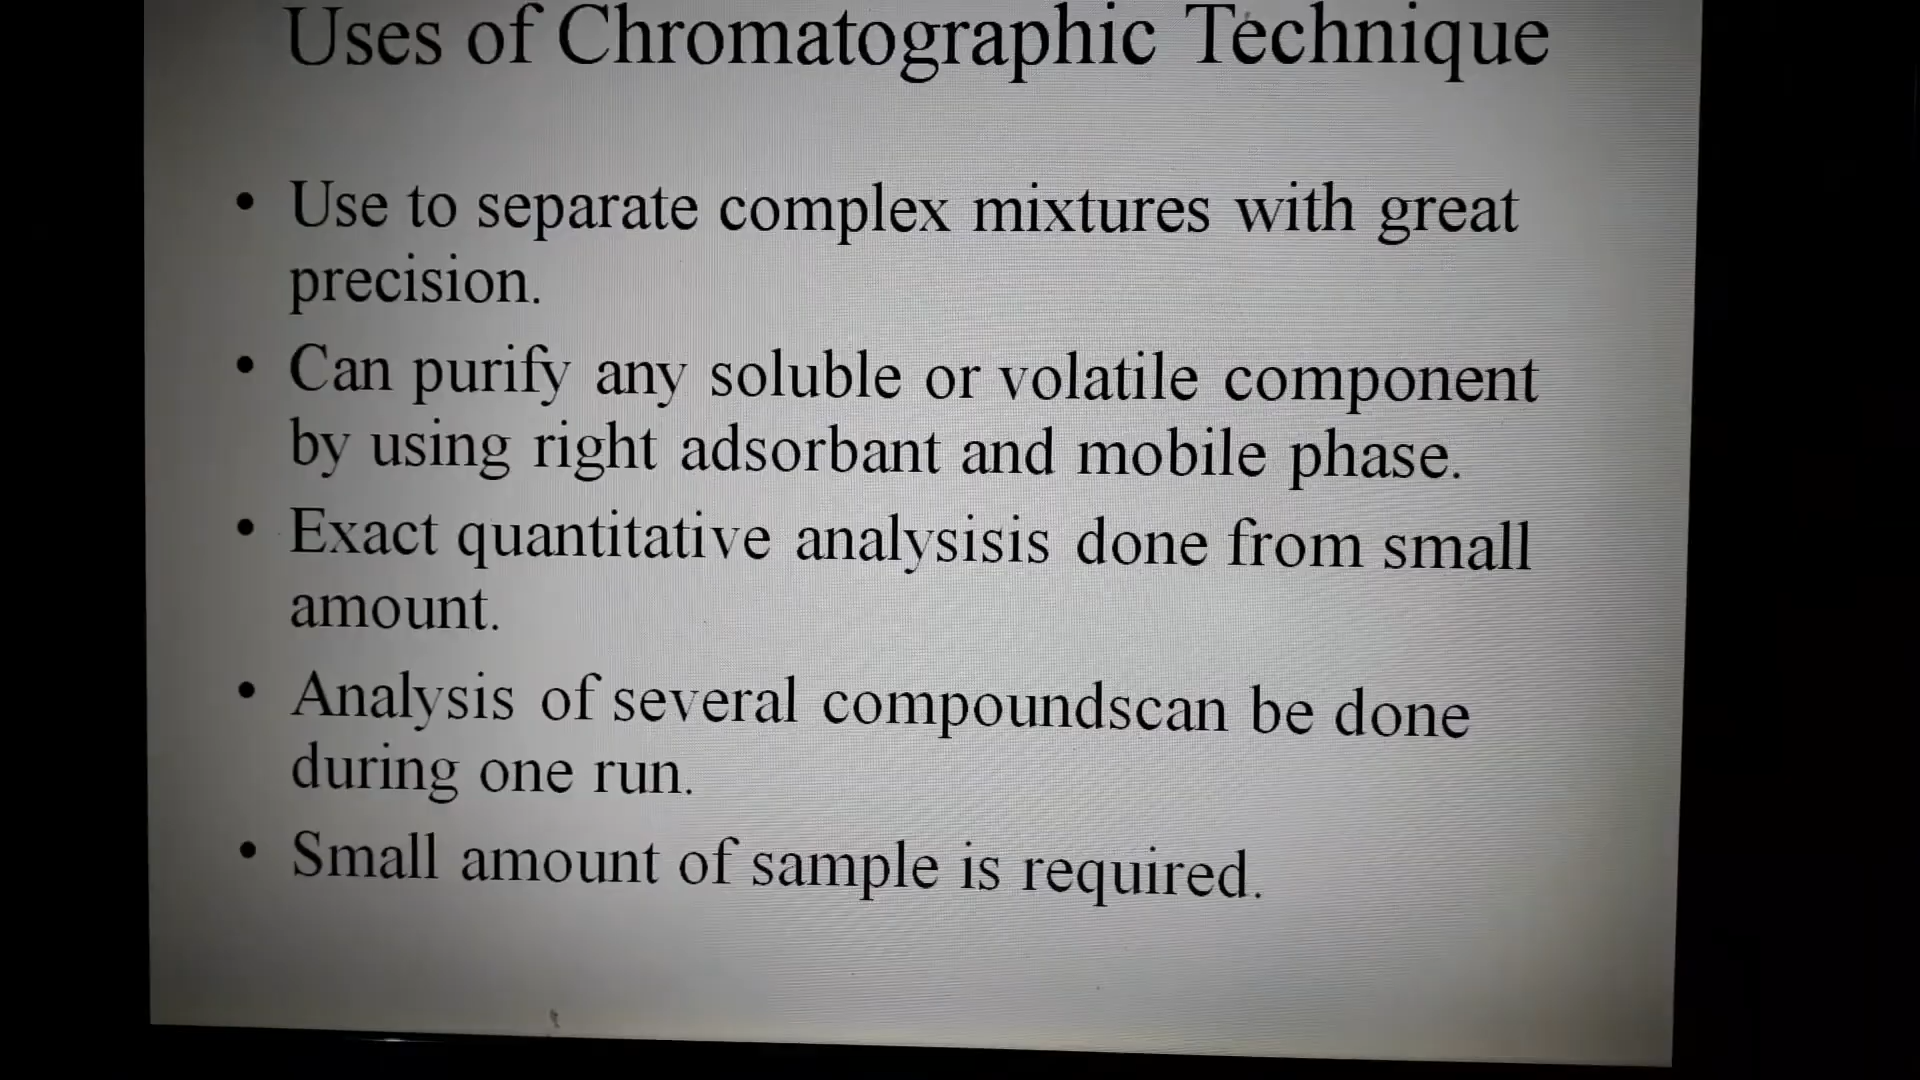 Uses of Chromatographic Technique
• Use to separate complex mixtures with great
precision.
• Can purify any soluble or volatile component
by using right adsorbant and mobile phase.
• Exact quantitative analysisis done from small
amount.
• Analysis of several compoundscan be done
during one run.
• Small amount of sample is required.